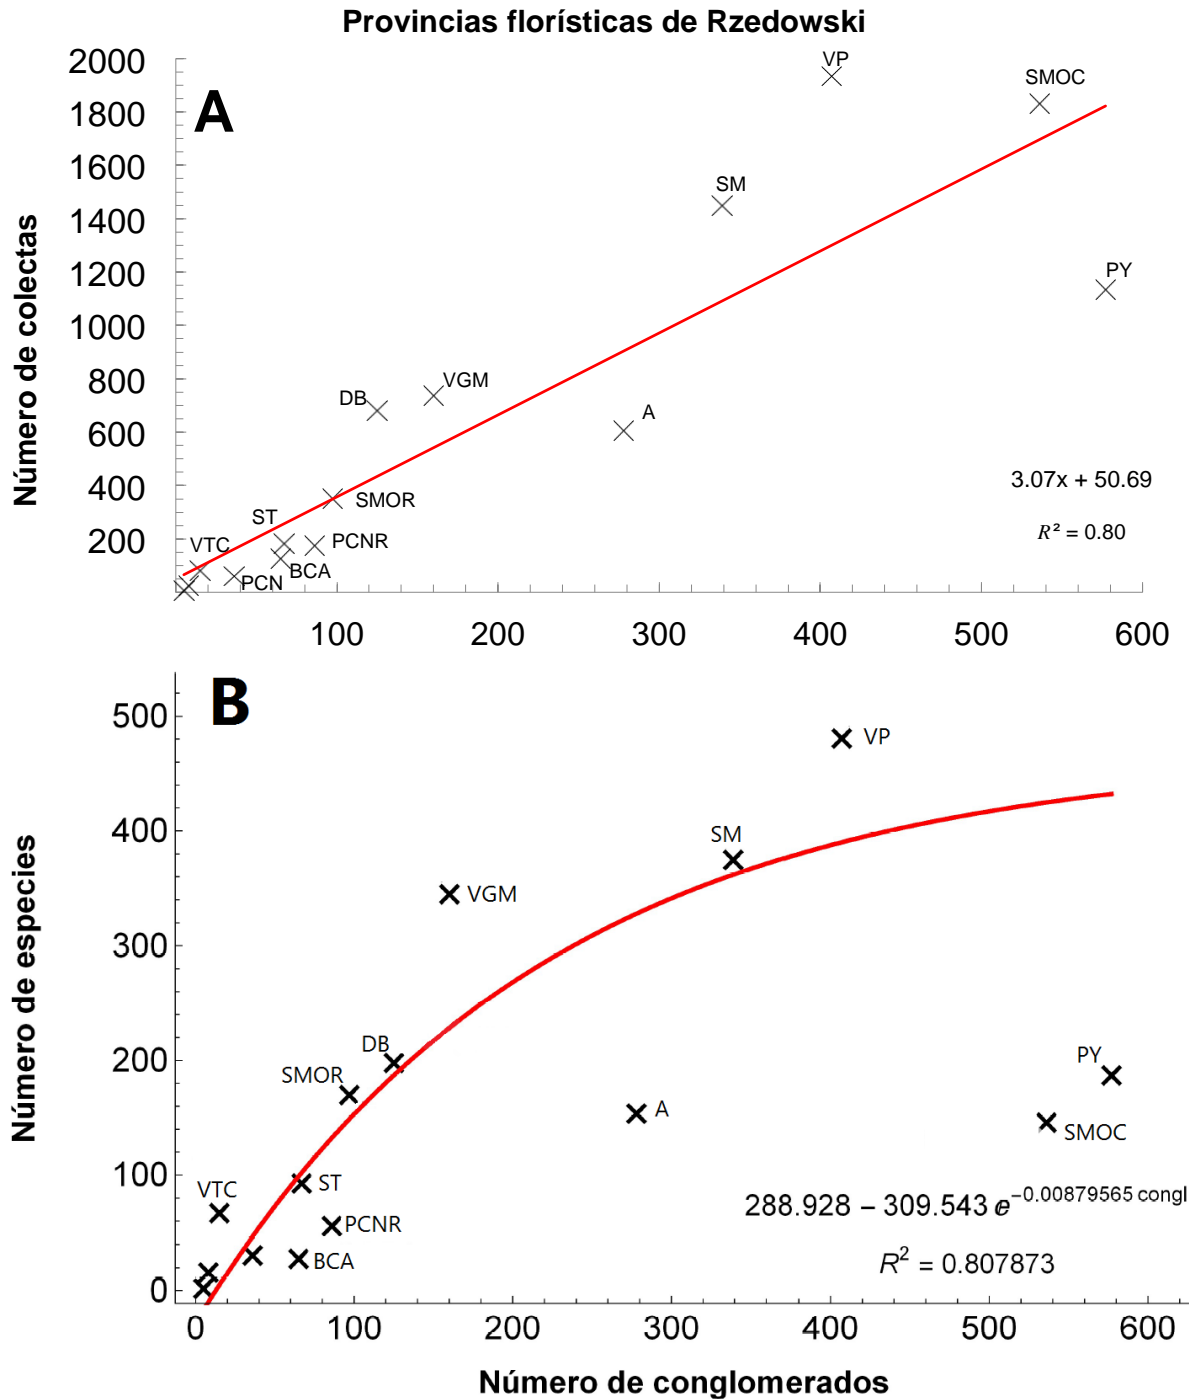 Provincias florísticas de Rzedowski
A
Número de colectas
2000
1800
1600
1400
1200
1000
800
600
400
200
VP
SMOC
SM
PY
VGM
DB
A
SMOR
ST
PCNR
VTC
BCA
PCN
3.07x + 50.69
R² = 0.80
100 200 300 400 500 600
B
Número de especies
500
400
300
200
100
0
VP
SM
VGM
DB
SMOR
PY
A
SMOC
VTC
ST
PCNR
BCA
288.928 − 309.543 e^−0.00879565 congl
R² = 0.807873
0 100 200 300 400 500 600
Número de conglomerados